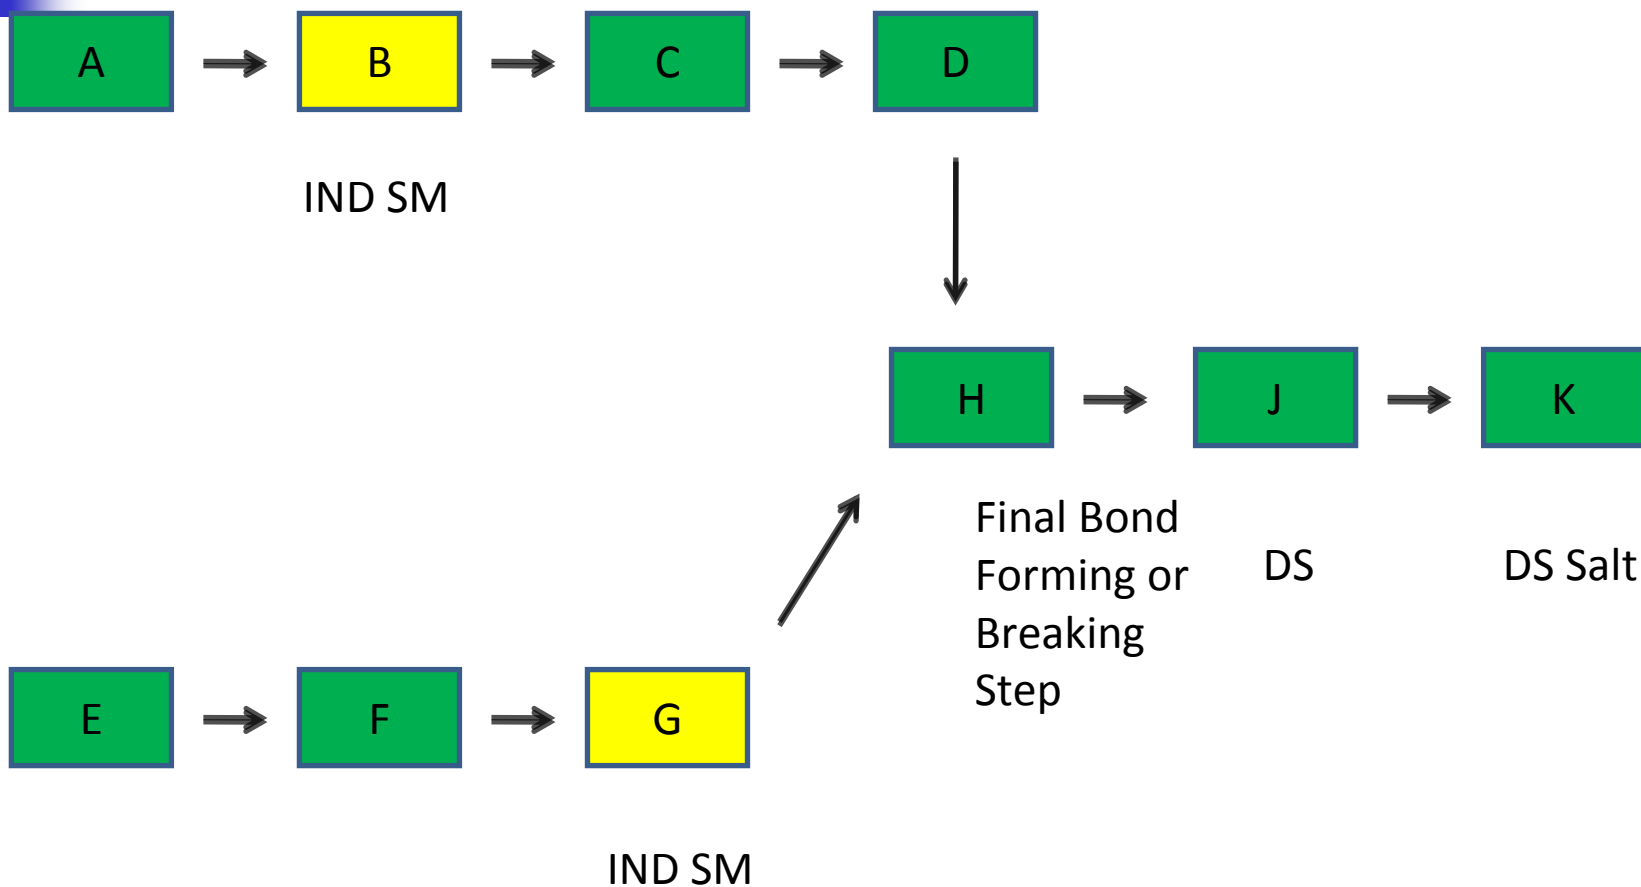 A
B
C
D
IND SM
H
J
K
Final Bond
Forming or
Breaking
Step
DS
DS Salt
E
F
G
IND SM